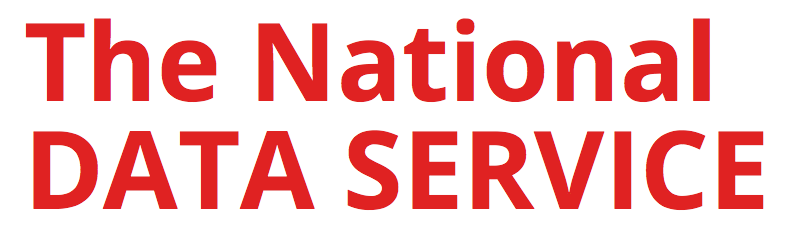 The National
DATA SERVICE